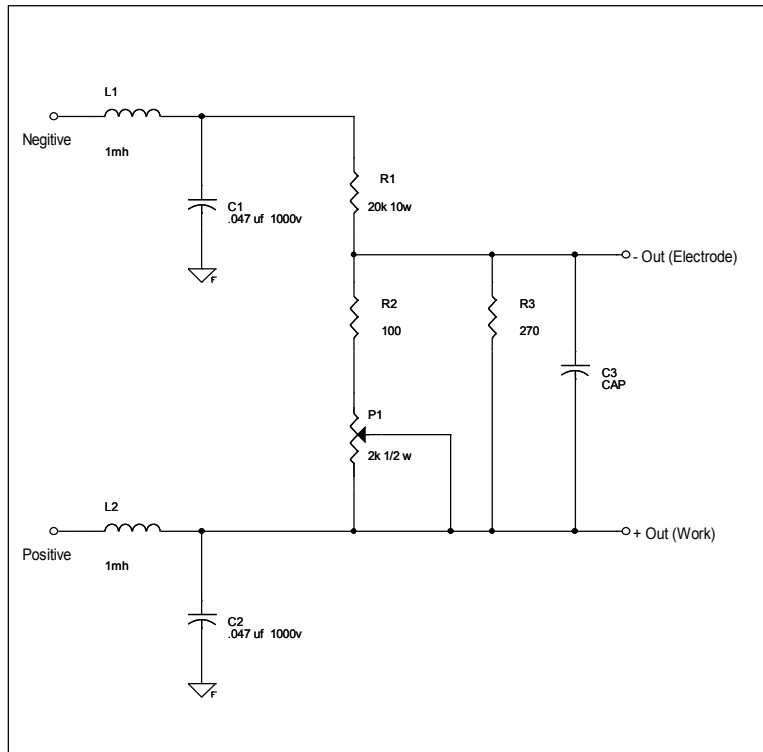 L1
Negitive
1mh
R1
20k 10w
C1
.047 uf 1000v
F
- Out (Electrode)
R2
100
R3
270
C3
CAP
P1
2k 1/2 w
L2
Positive
1mh
+ Out (Work)
C2
.047 uf 1000v
F